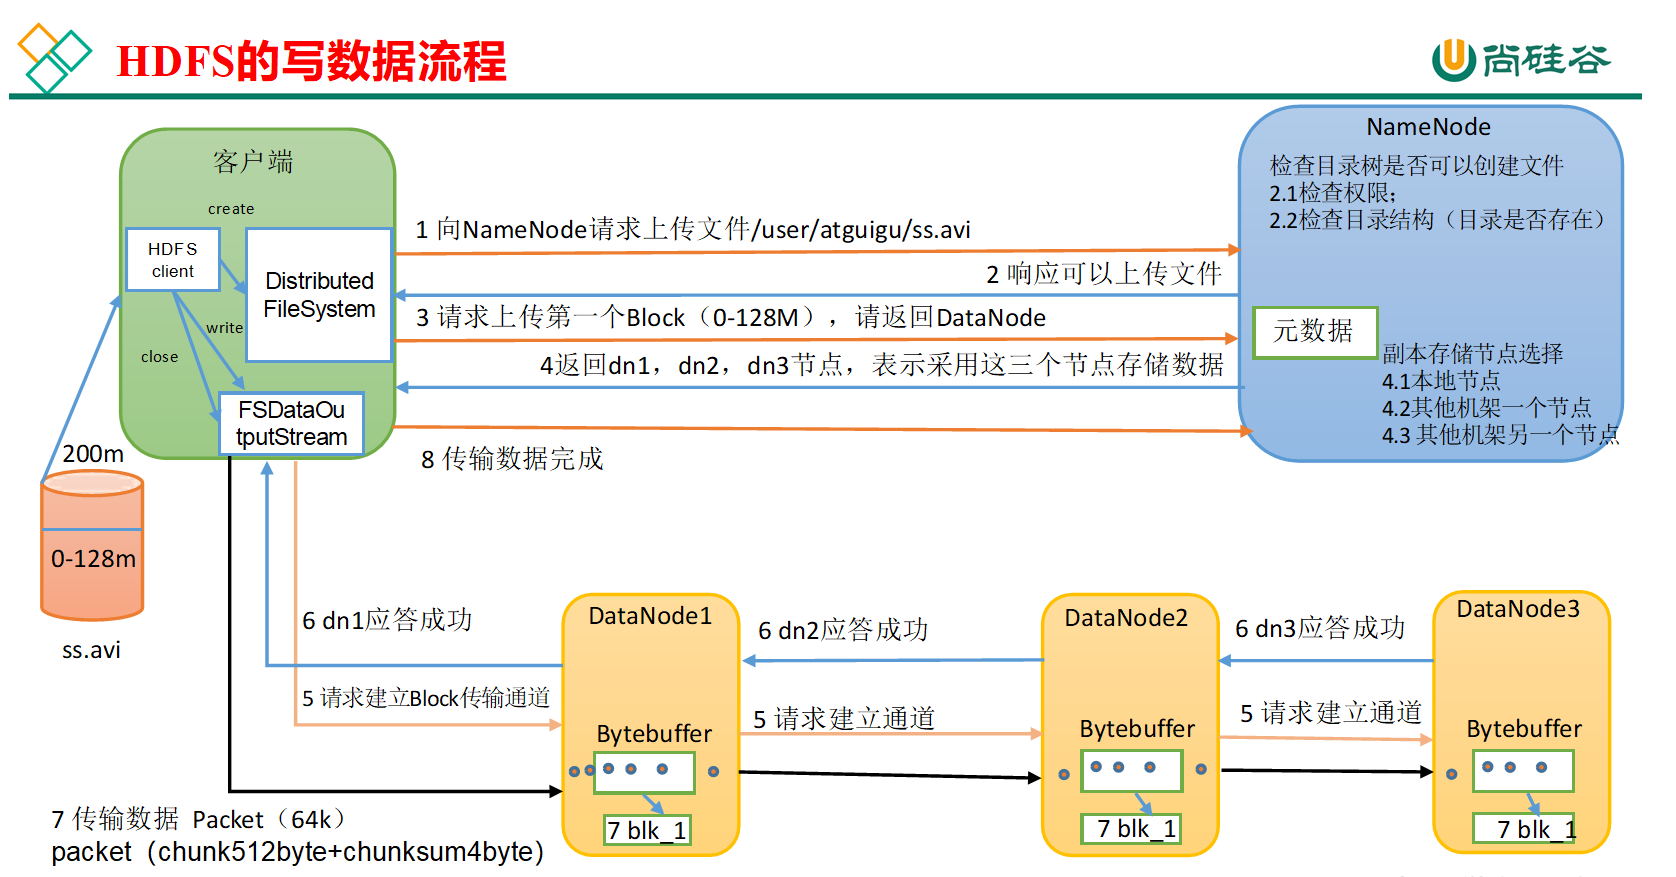 HDFS的写数据流程
尚硅谷
客户端
create
HDFS
client
Distributed
FileSystem
write
close
FSDataOu
tputStream
200m
0-128m
ss.avi
1 向NameNode请求上传文件/user/atguigu/ss.avi
2 响应可以上传文件
3 请求上传第一个Block（0-128M），请返回DataNode
4返回dn1，dn2，dn3节点，表示采用这三个节点存储数据
8 传输数据完成
NameNode
检查目录树是否可以创建文件
2.1检查权限；
2.2检查目录结构（目录是否存在）
元数据
副本存储节点选择
4.1本地节点
4.2其他机架一个节点
4.3 其他机架另一个节点
6 dn1应答成功
5 请求建立Block传输通道
DataNode1
Bytebuffer
7 blk_1
6 dn2应答成功
5 请求建立通道
DataNode2
Bytebuffer
7 blk_1
6 dn3应答成功
5 请求建立通道
DataNode3
Bytebuffer
7 blk_1
7 传输数据 Packet（64k）
packet（chunk512byte+chunksum4byte）